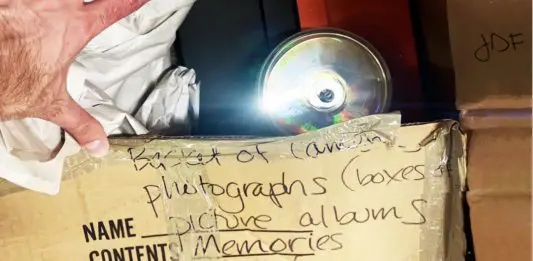 JDF
Basket of
photographs (boxes
NAME picture albums
CONTENTS Memories